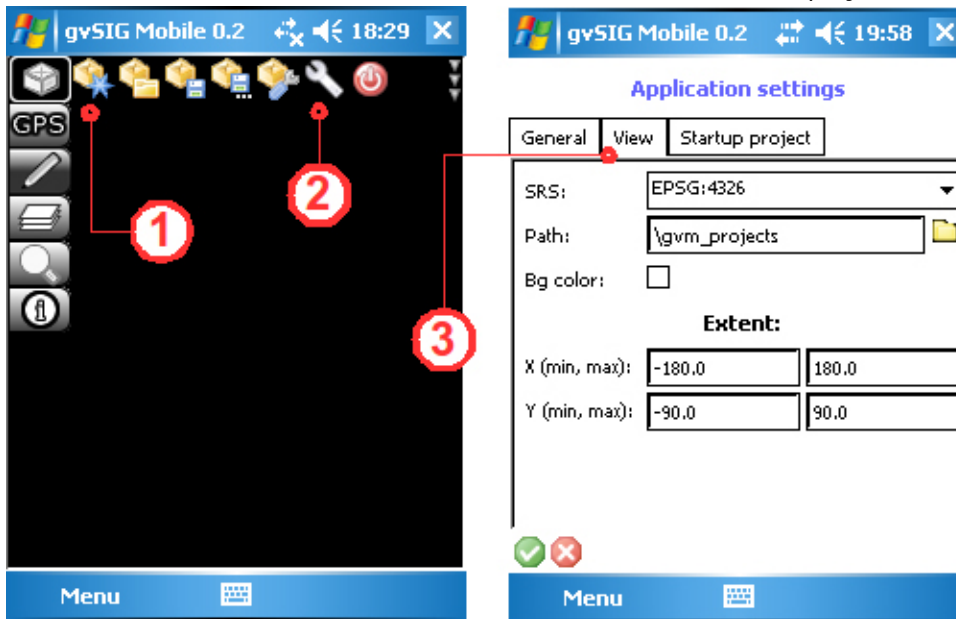 gvSIG Mobile 0.2 18:29
GPS
1
2
Menu
gvSIG Mobile 0.2 19:58
Application settings
General View Startup project
3
SRS: EPSG:4326
Path: \gvm_projects
Bg color:
Extent:
X (min, max): -180.0 180.0
Y (min, max): -90.0 90.0
Menu